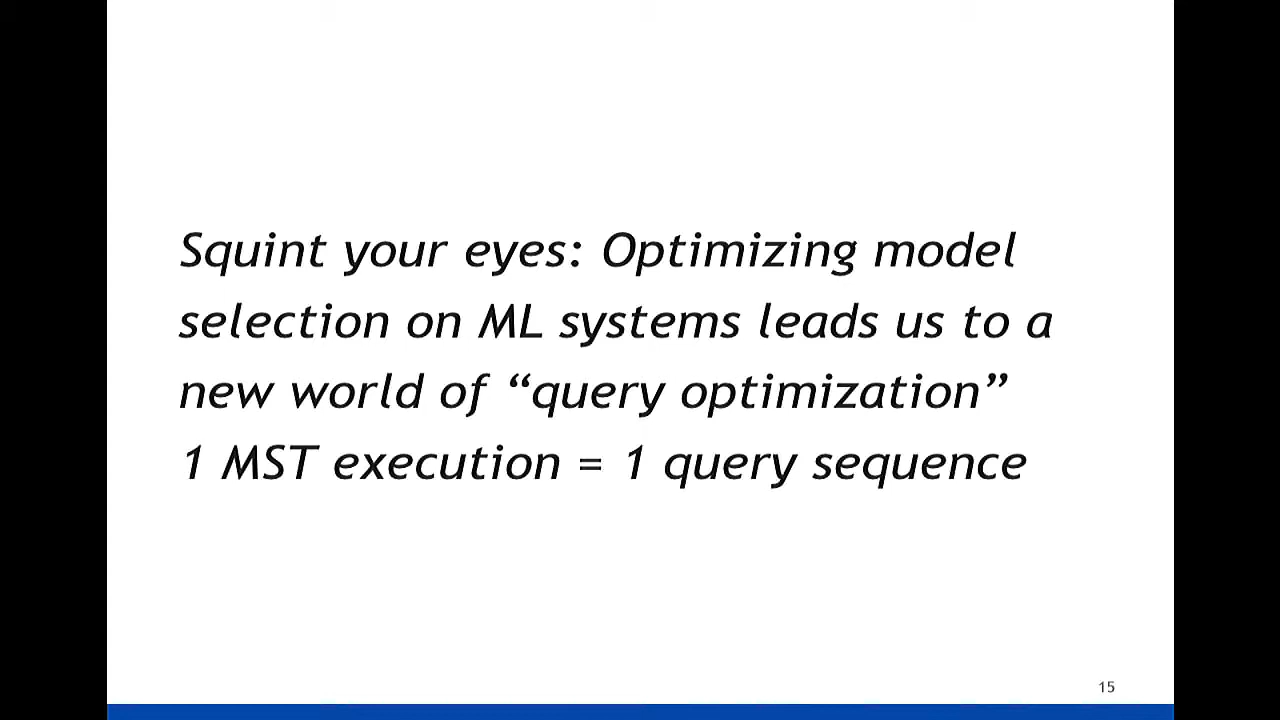 Squint your eyes: Optimizing model
selection on ML systems leads us to a
new world of “query optimization”
1 MST execution = 1 query sequence
15